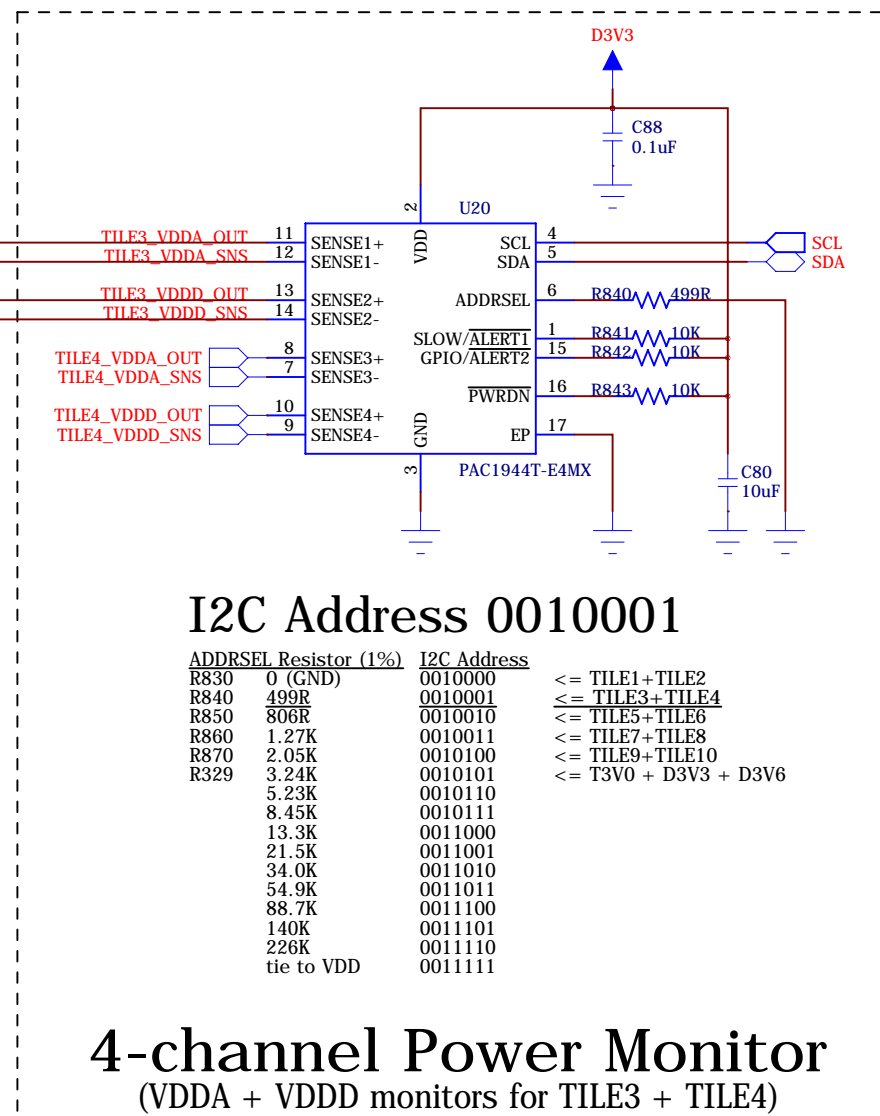 D3V3
C88
0.1uF
U20
2
VDD
TILE3_VDDA_OUT 11 SENSE1+ SCL 4 SCL
TILE3_VDDA_SNS 12 SENSE1- SDA 5 SDA
TILE3_VDDD_OUT 13 SENSE2+ ADDRSEL 6 R840 499R
TILE3_VDDD_SNS 14 SENSE2-
SLOW/ALERT1 1 R841 10K
TILE4_VDDA_OUT 8 SENSE3+ GPIO/ALERT2 15 R842 10K
TILE4_VDDA_SNS 7 SENSE3-
PWRDN 16 R843 10K
TILE4_VDDD_OUT 10 SENSE4+
TILE4_VDDD_SNS 9 SENSE4- GND EP 17
3
PAC1944T-E4MX
C80
10uF
I2C Address 0010001
ADDRSEL Resistor (1%) I2C Address
R830 0 (GND) 0010000 <= TILE1+TILE2
R840 499R 0010001 <= TILE3+TILE4
R850 806R 0010010 <= TILE5+TILE6
R860 1.27K 0010011 <= TILE7+TILE8
R870 2.05K 0010100 <= TILE9+TILE10
R329 3.24K 0010101 <= T3V0 + D3V3 + D3V6
5.23K 0010110
8.45K 0010111
13.3K 0011000
21.5K 0011001
34.0K 0011010
54.9K 0011011
88.7K 0011100
140K 0011101
226K 0011110
tie to VDD 0011111
4-channel Power Monitor
(VDDA + VDDD monitors for TILE3 + TILE4)